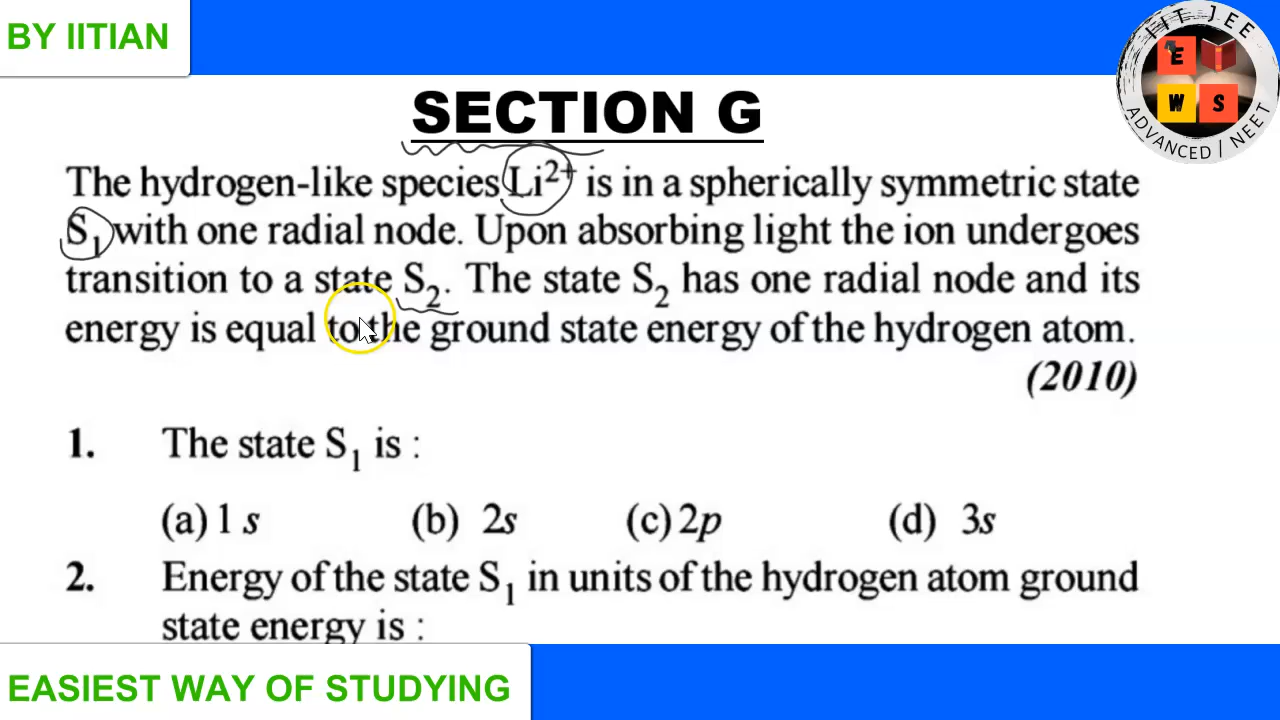 BY IITIAN
IIT JEE
E
W S
ADVANCED | NEET
SECTION G
The hydrogen-like species Li²⁺ is in a spherically symmetric state
S₁ with one radial node. Upon absorbing light the ion undergoes
transition to a state S₂. The state S₂ has one radial node and its
energy is equal to the ground state energy of the hydrogen atom.
(2010)
1. The state S₁ is :
(a) 1 s (b) 2s (c) 2p (d) 3s
2. Energy of the state S₁ in units of the hydrogen atom ground
state energy is :
EASIEST WAY OF STUDYING